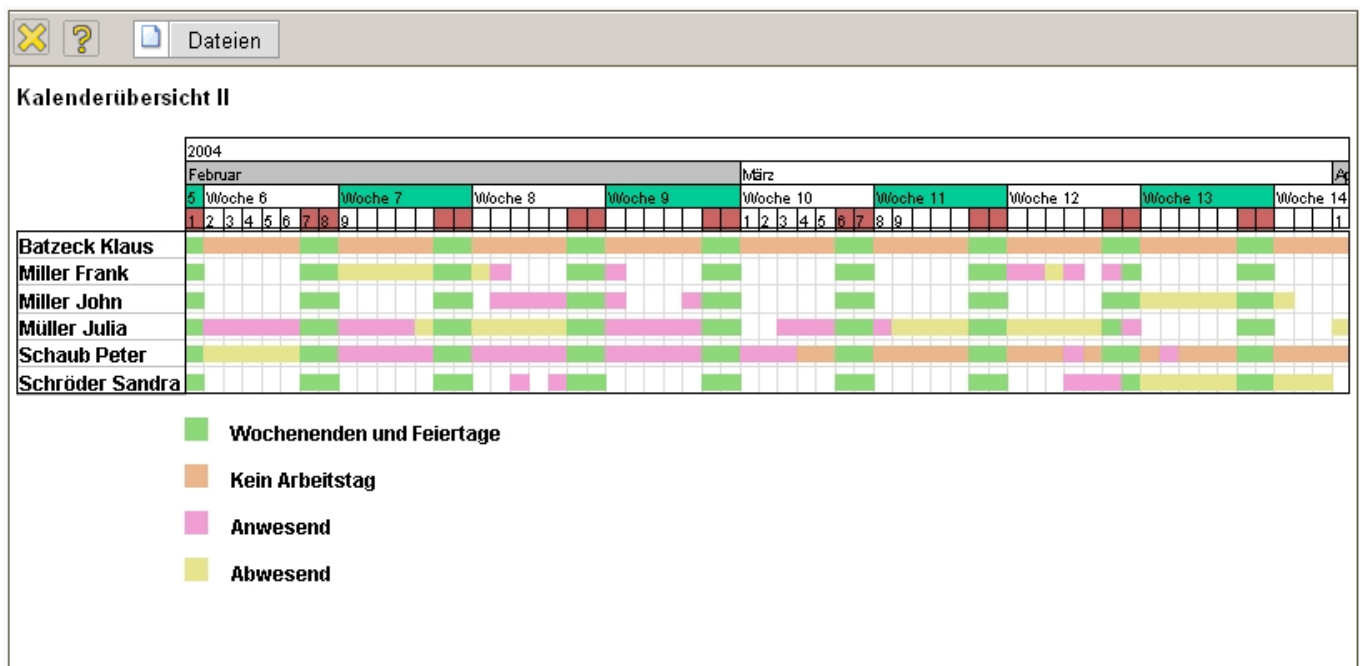 Dateien
Kalenderübersicht II
2004
Februar März
5 Woche 6 Woche 7 Woche 8 Woche 9 Woche 10 Woche 11 Woche 12 Woche 13 Woche 14
1 2 3 4 5 6 7 8 9 1 2 3 4 5 6 7 8 9 1
Batzeck Klaus
Miller Frank
Miller John
Müller Julia
Schaub Peter
Schröder Sandra
Wochenenden und Feiertage
Kein Arbeitstag
Anwesend
Abwesend